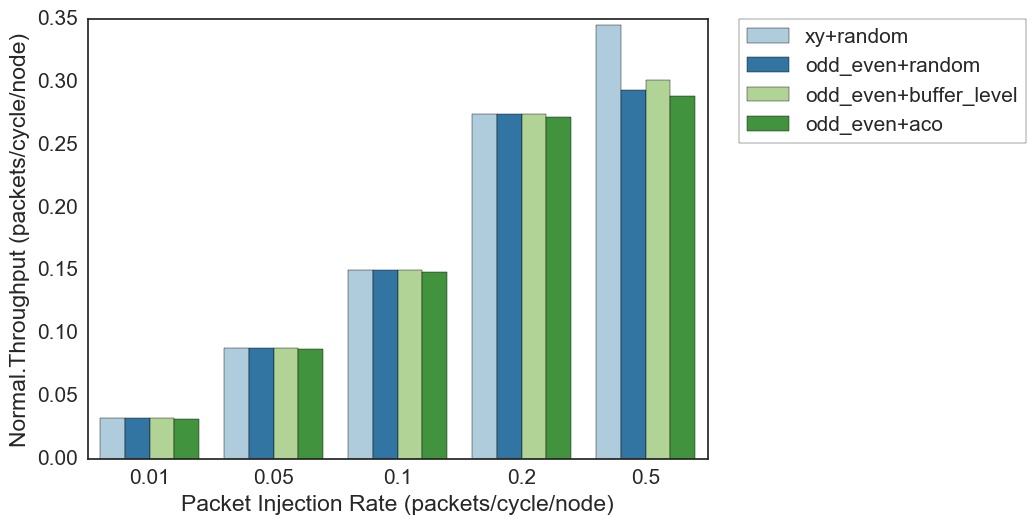 Normal.Throughput (packets/cycle/node)
0.35
0.30
0.25
0.20
0.15
0.10
0.05
0.00
0.01 0.05 0.1 0.2 0.5
Packet Injection Rate (packets/cycle/node)
xy+random
odd_even+random
odd_even+buffer_level
odd_even+aco